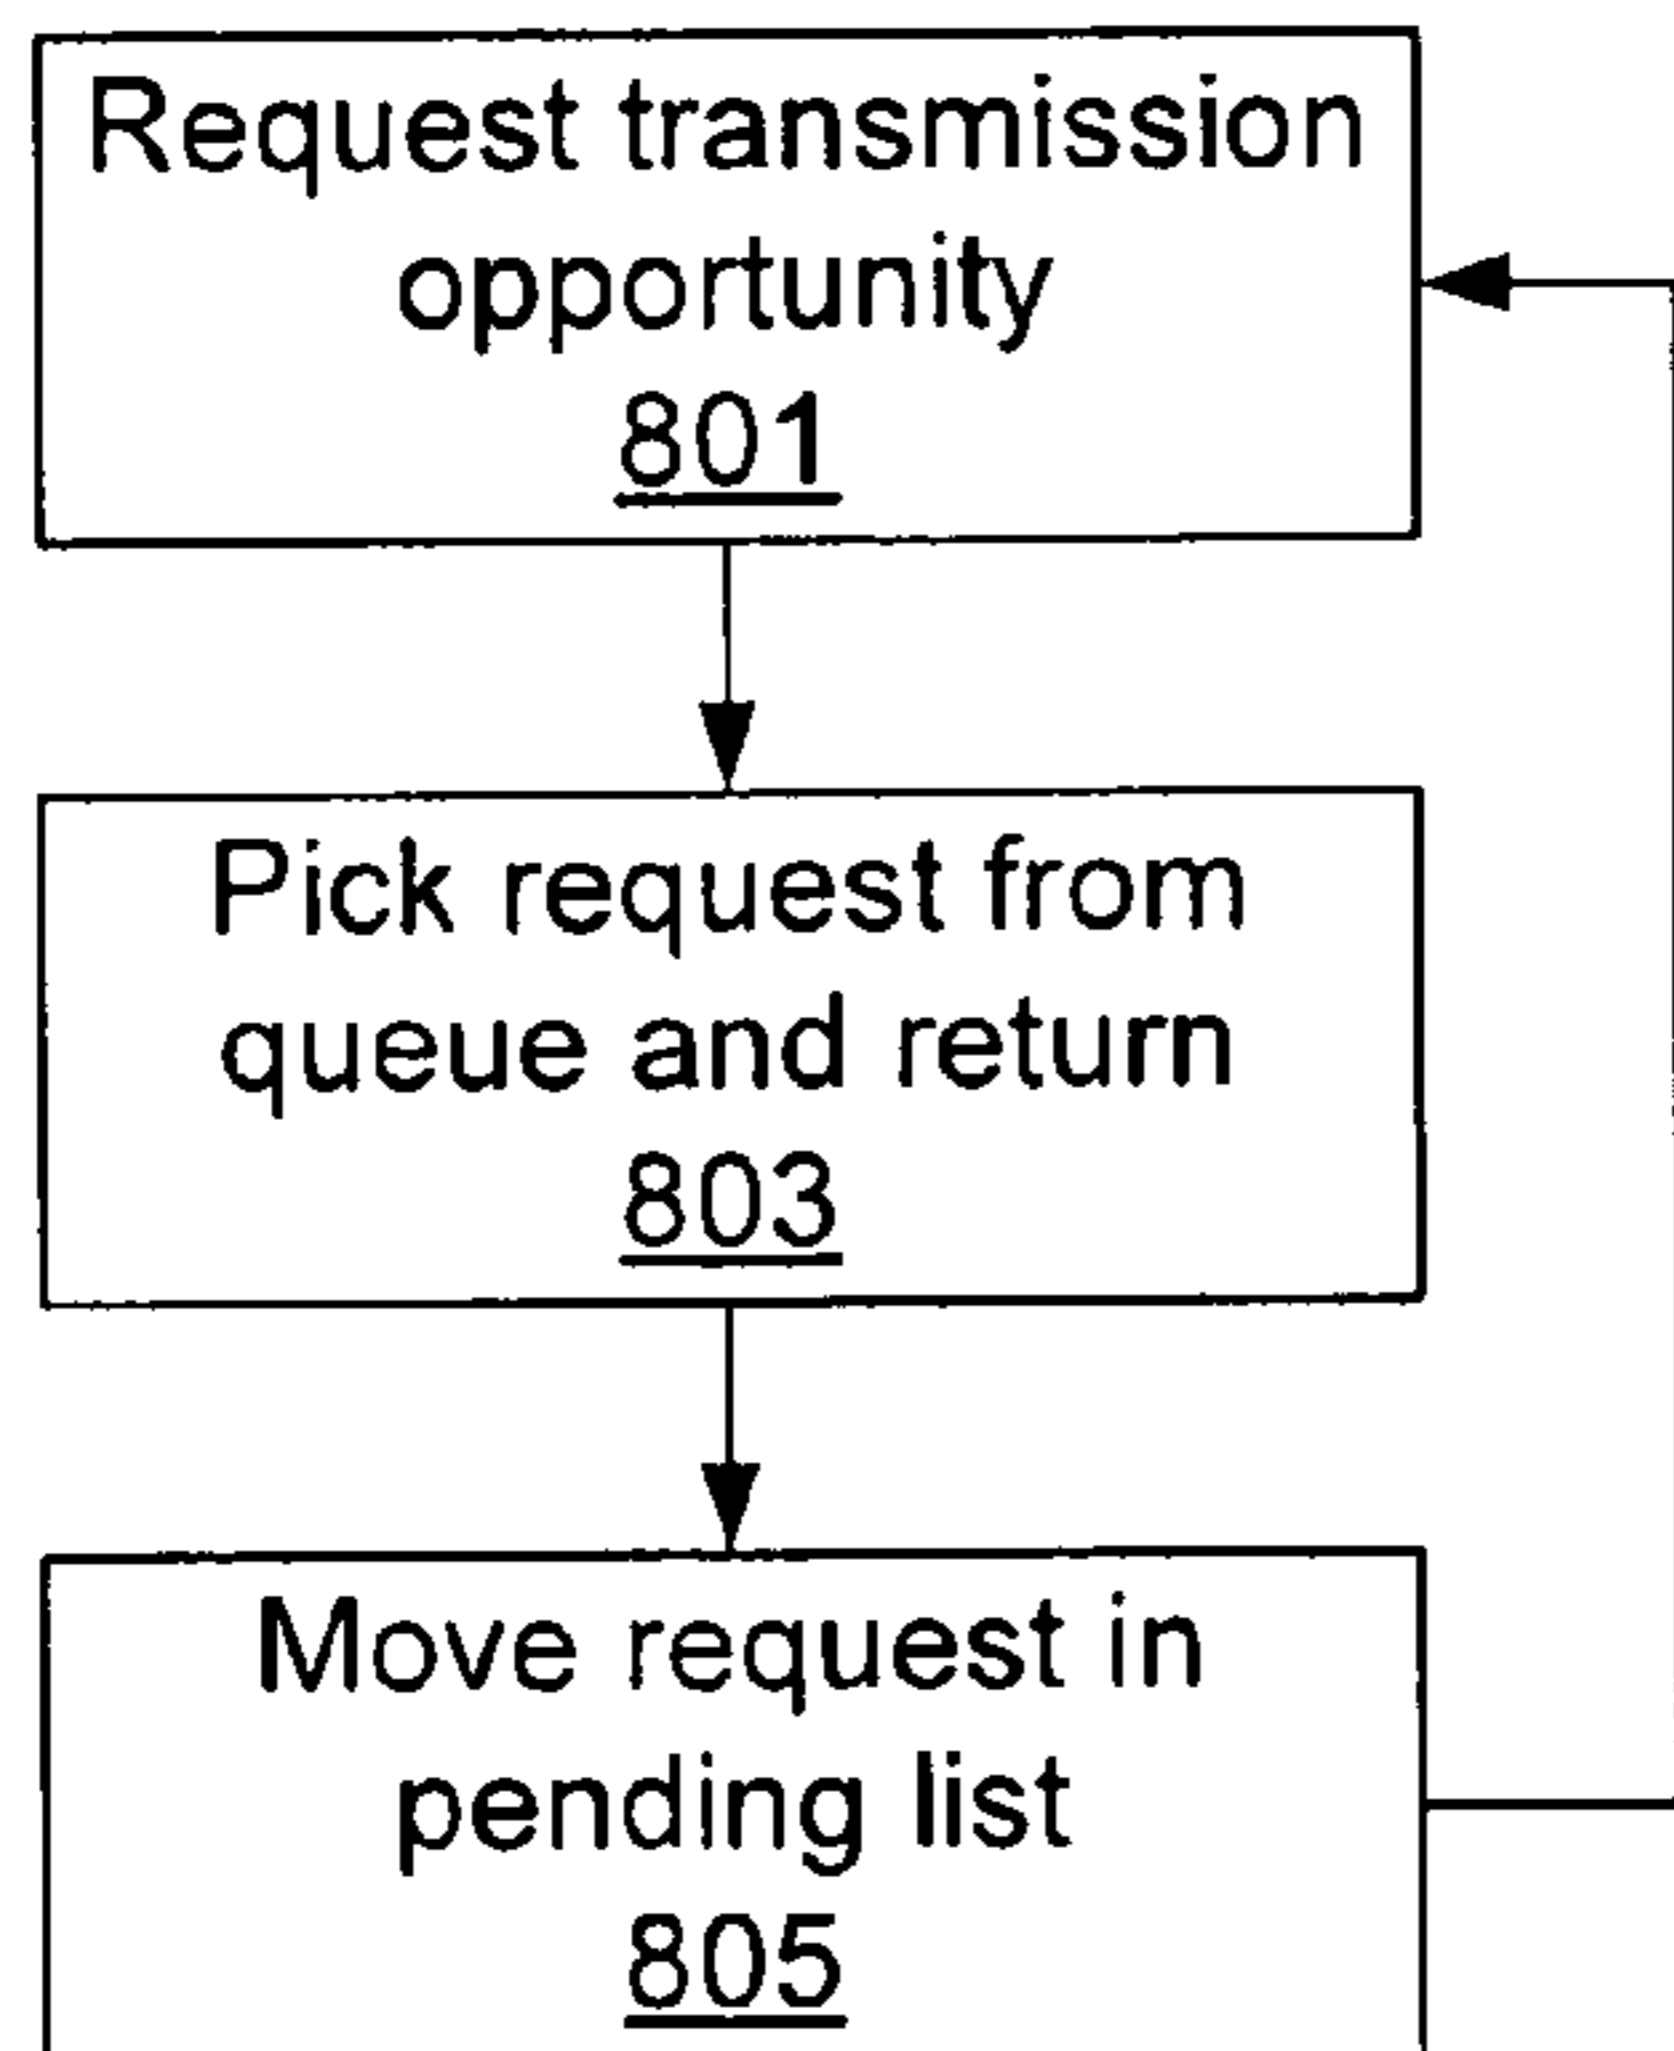 Request transmission
opportunity
801
Pick request from
queue and return
803
Move request in
pending list
805